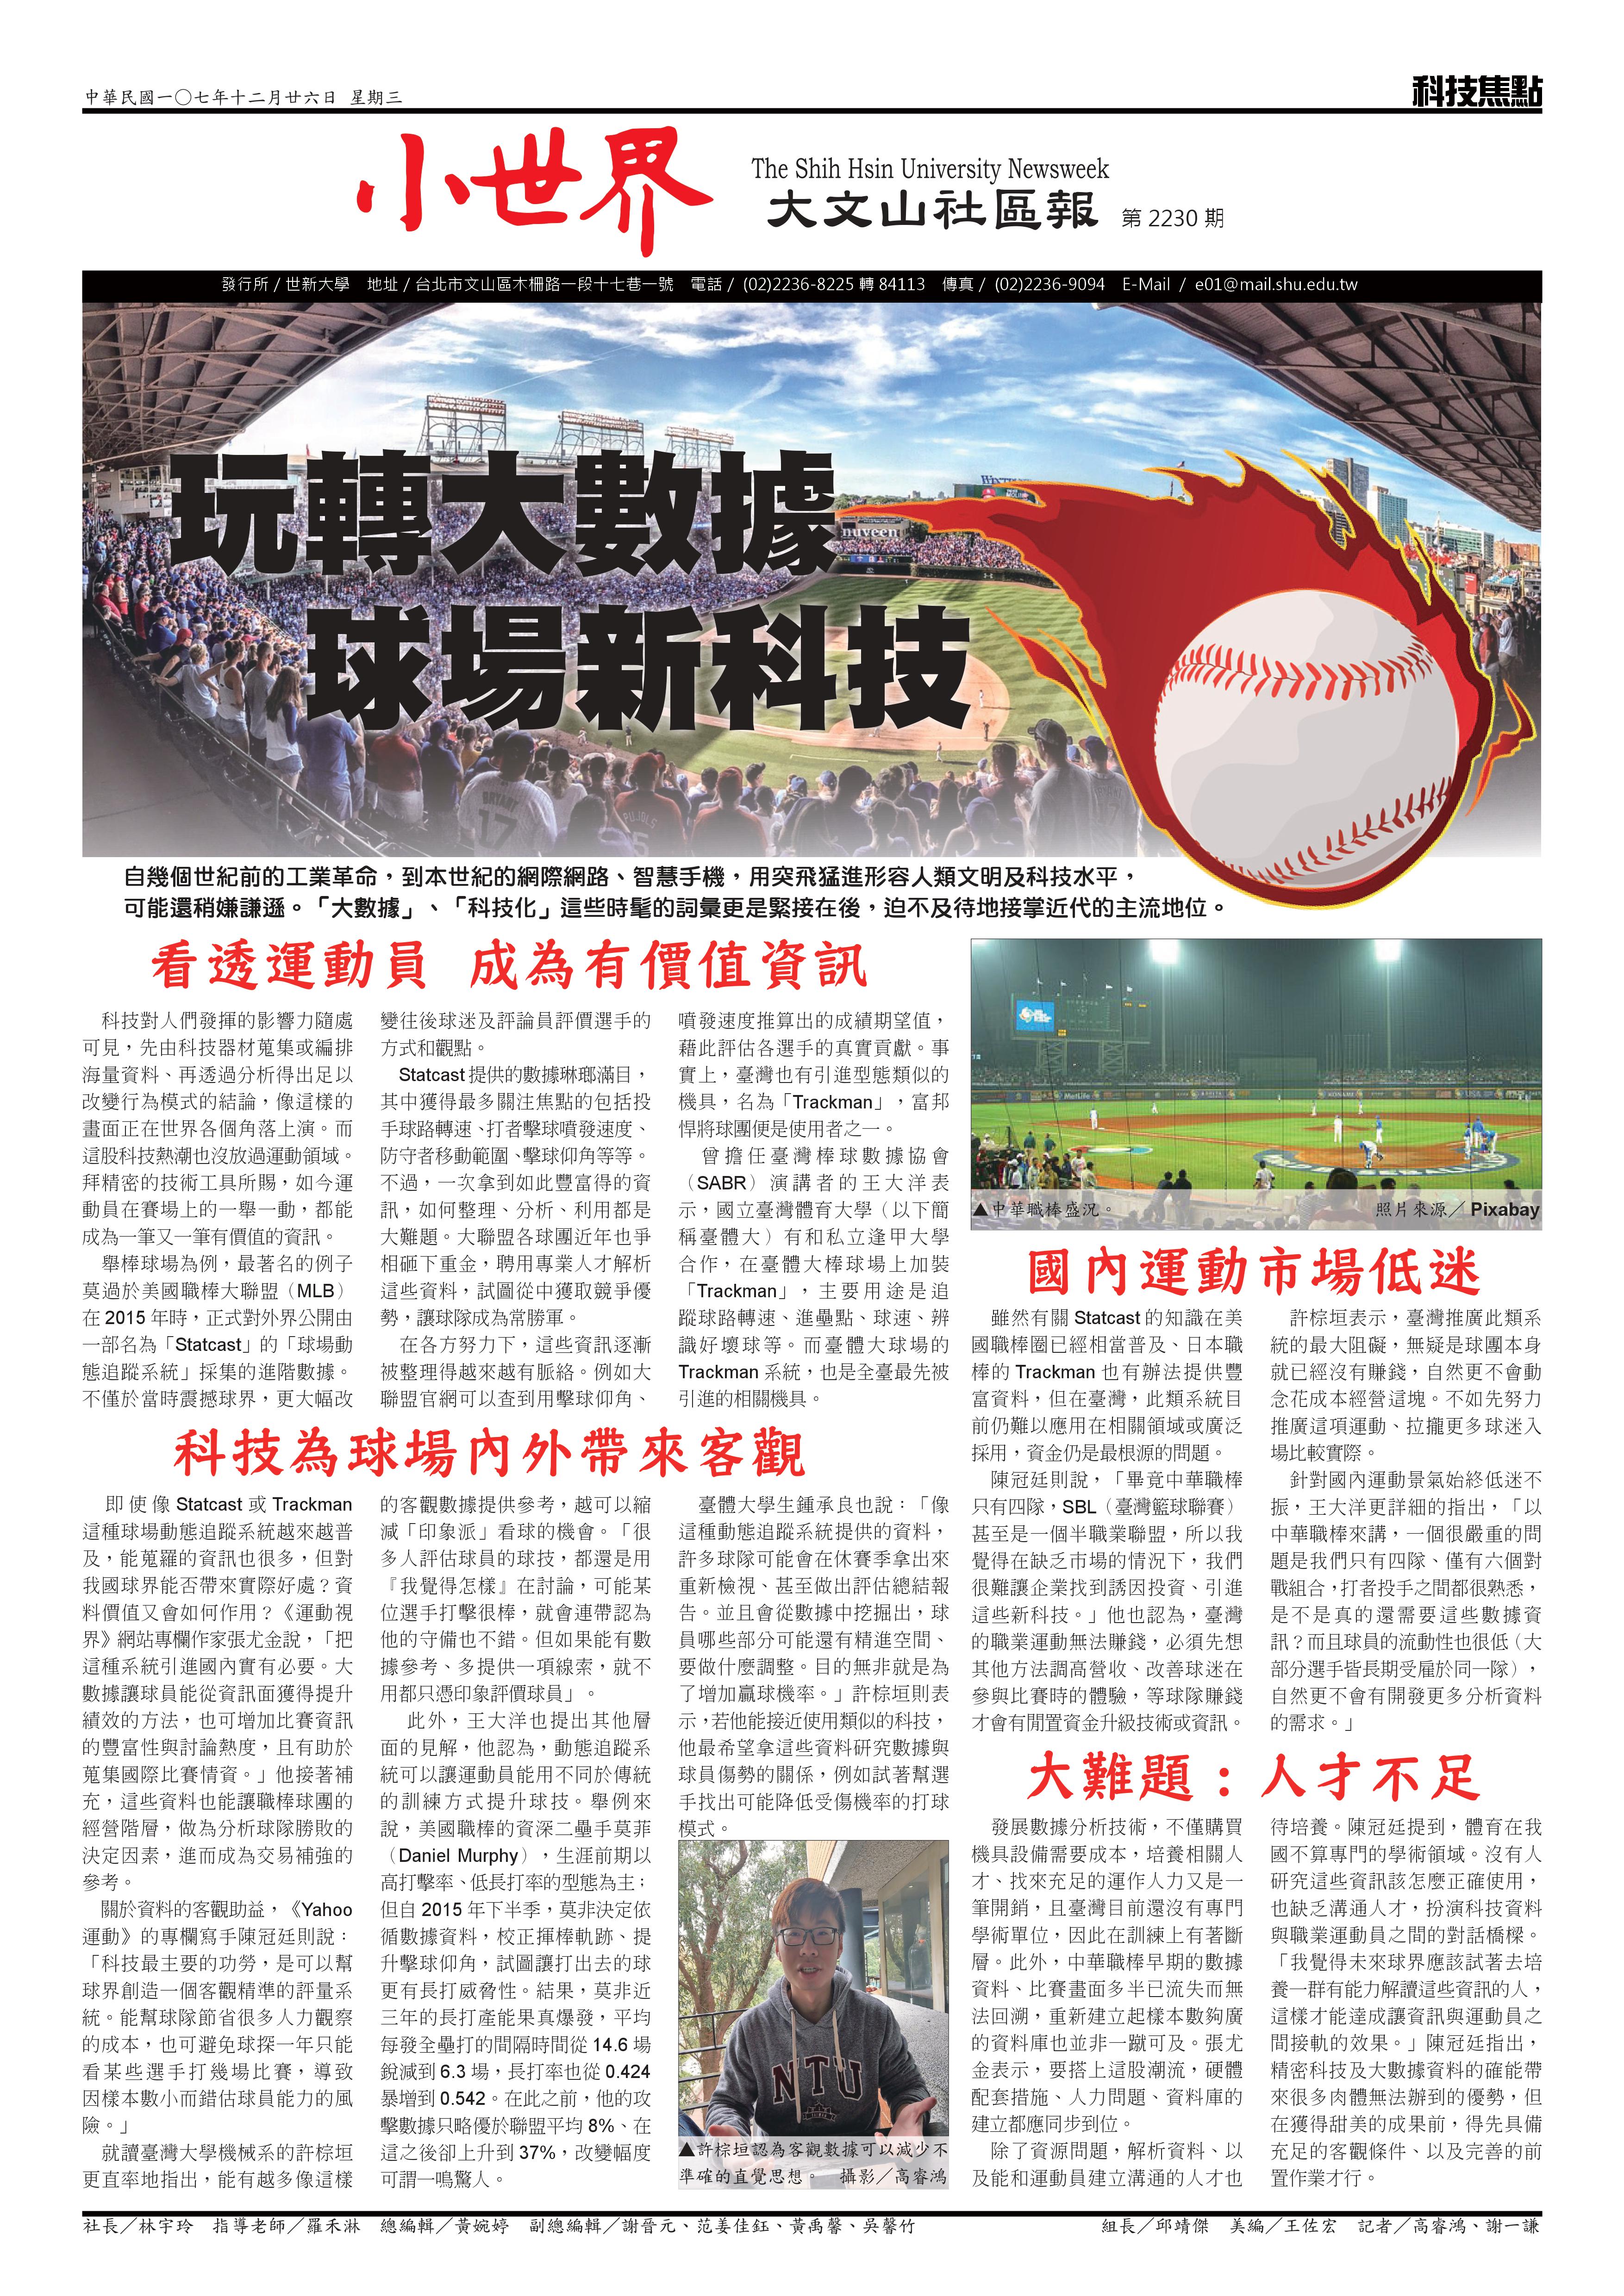 中華民國一〇七年十二月廿六日 星期三
科技焦點
小世界
The Shih Hsin University Newsweek
大文山社區報 第 2230 期
發行所 / 世新大學 地址 / 台北市文山區木柵路一段十七巷一號 電話 / (02)2236-8225 轉 84113 傳真 / (02)2236-9094 E-Mail / e01@mail.shu.edu.tw
玩轉大數據
球場新科技
nuveen
BRYANT
17
PUJOLS
5
自幾個世紀前的工業革命，到本世紀的網際網路、智慧手機，用突飛猛進形容人類文明及科技水平，
可能還稍嫌謙遜。「大數據」、「科技化」這些時髦的詞彙更是緊接在後，迫不及待地接掌近代的主流地位。
看透運動員 成為有價值資訊
科技對人們發揮的影響力隨處
可見，先由科技器材蒐集或編排
海量資料、再透過分析得出足以
改變行為模式的結論，像這樣的
畫面正在世界各個角落上演。而
這股科技熱潮也沒放過運動領域。
拜精密的技術工具所賜，如今運
動員在賽場上的一舉一動，都能
成為一筆又一筆有價值的資訊。
舉棒球場為例，最著名的例子
莫過於美國職棒大聯盟（MLB）
在 2015 年時，正式對外界公開由
一部名為「Statcast」的「球場動
態追蹤系統」採集的進階數據。
不僅於當時震撼球界，更大幅改
變往後球迷及評論員評價選手的
方式和觀點。
Statcast 提供的數據琳瑯滿目，
其中獲得最多關注焦點的包括投
手球路轉速、打者擊球噴發速度、
防守者移動範圍、擊球仰角等等。
不過，一次拿到如此豐富得的資
訊，如何整理、分析、利用都是
大難題。大聯盟各球團近年也爭
相砸下重金，聘用專業人才解析
這些資料，試圖從中獲取競爭優
勢，讓球隊成為常勝軍。
在各方努力下，這些資訊逐漸
被整理得越來越有脈絡。例如大
聯盟官網可以查到用擊球仰角、
噴發速度推算出的成績期望值，
藉此評估各選手的真實貢獻。事
實上，臺灣也有引進型態類似的
機具，名為「Trackman」，富邦
悍將球團便是使用者之一。
曾擔任臺灣棒球數據協會
（SABR）演講者的王大洋表
示，國立臺灣體育大學（以下簡
稱臺體大）有和私立逢甲大學
合作，在臺體大棒球場上加裝
「Trackman」，主要用途是追
蹤球路轉速、進壘點、球速、辨
識好壞球等。而臺體大球場的
Trackman 系統，也是全臺最先被
引進的相關機具。
MetLife
KONAMI
▲中華職棒盛況。 照片來源／ Pixabay
科技為球場內外帶來客觀
即使像 Statcast 或 Trackman
這種球場動態追蹤系統越來越普
及，能蒐羅的資訊也很多，但對
我國球界能否帶來實際好處？資
料價值又會如何作用？《運動視
界》網站專欄作家張尤金說，「把
這種系統引進國內實有必要。大
數據讓球員能從資訊面獲得提升
績效的方法，也可增加比賽資訊
的豐富性與討論熱度，且有助於
蒐集國際比賽情資。」他接著補
充，這些資料也能讓職棒球團的
經營階層，做為分析球隊勝敗的
決定因素，進而成為交易補強的
參考。
關於資料的客觀助益，《Yahoo
運動》的專欄寫手陳冠廷則說：
「科技最主要的功勞，是可以幫
球界創造一個客觀精準的評量系
統。能幫球隊節省很多人力觀察
的成本，也可避免球探一年只能
看某些選手打幾場比賽，導致
因樣本數小而錯估球員能力的風
險。」
就讀臺灣大學機械系的許棕垣
更直率地指出，能有越多像這樣
的客觀數據提供參考，越可以縮
減「印象派」看球的機會。「很
多人評估球員的球技，都還是用
『我覺得怎樣』在討論，可能某
位選手打擊很棒，就會連帶認為
他的守備也不錯。但如果能有數
據參考、多提供一項線索，就不
用都只憑印象評價球員」。
此外，王大洋也提出其他層
面的見解，他認為，動態追蹤系
統可以讓運動員能用不同於傳統
的訓練方式提升球技。舉例來
說，美國職棒的資深二壘手莫菲
（Daniel Murphy），生涯前期以
高打擊率、低長打率的型態為主；
但自 2015 年下半季，莫非決定依
循數據資料，校正揮棒軌跡、提
升擊球仰角，試圖讓打出去的球
更有長打威脅性。結果，莫非近
三年的長打產能果真爆發，平均
每發全壘打的間隔時間從 14.6 場
銳減到 6.3 場，長打率也從 0.424
暴增到 0.542。在此之前，他的攻
擊數據只略優於聯盟平均 8%、在
這之後卻上升到 37%，改變幅度
可謂一鳴驚人。
臺體大學生鍾承良也說：「像
這種動態追蹤系統提供的資料，
許多球隊可能會在休賽季拿出來
重新檢視、甚至做出評估總結報
告。並且會從數據中挖掘出，球
員哪些部分可能還有精進空間、
要做什麼調整。目的無非就是為
了增加贏球機率。」許棕垣則表
示，若他能接近使用類似的科技，
他最希望拿這些資料研究數據與
球員傷勢的關係，例如試著幫選
手找出可能降低受傷機率的打球
模式。
NTU
▲許棕垣認為客觀數據可以減少不
準確的直覺思想。 攝影／高睿鴻
國內運動市場低迷
雖然有關 Statcast 的知識在美
國職棒圈已經相當普及、日本職
棒的 Trackman 也有辦法提供豐
富資料，但在臺灣，此類系統目
前仍難以應用在相關領域或廣泛
採用，資金仍是最根源的問題。
陳冠廷則說，「畢竟中華職棒
只有四隊，SBL（臺灣籃球聯賽）
甚至是一個半職業聯盟，所以我
覺得在缺乏市場的情況下，我們
很難讓企業找到誘因投資、引進
這些新科技。」他也認為，臺灣
的職業運動無法賺錢，必須先想
其他方法調高營收、改善球迷在
參與比賽時的體驗，等球隊賺錢
才會有閒置資金升級技術或資訊。
許棕垣表示，臺灣推廣此類系
統的最大阻礙，無疑是球團本身
就已經沒有賺錢，自然更不會動
念花成本經營這塊。不如先努力
推廣這項運動、拉攏更多球迷入
場比較實際。
針對國內運動景氣始終低迷不
振，王大洋更詳細的指出，「以
中華職棒來講，一個很嚴重的問
題是我們只有四隊、僅有六個對
戰組合，打者投手之間都很熟悉，
是不是真的還需要這些數據資
訊？而且球員的流動性也很低（大
部分選手皆長期受雇於同一隊），
自然更不會有開發更多分析資料
的需求。」
大難題：人才不足
發展數據分析技術，不僅購買
機具設備需要成本，培養相關人
才、找來充足的運作人力又是一
筆開銷，且臺灣目前還沒有專門
學術單位，因此在訓練上有著斷
層。此外，中華職棒早期的數據
資料、比賽畫面多半已流失而無
法回溯，重新建立起樣本數夠廣
的資料庫也並非一蹴可及。張尤
金表示，要搭上這股潮流，硬體
配套措施、人力問題、資料庫的
建立都應同步到位。
除了資源問題，解析資料、以
及能和運動員建立溝通的人才也
待培養。陳冠廷提到，體育在我
國不算專門的學術領域。沒有人
研究這些資訊該怎麼正確使用，
也缺乏溝通人才，扮演科技資料
與職業運動員之間的對話橋樑。
「我覺得未來球界應該試著去培
養一群有能力解讀這些資訊的人，
這樣才能達成讓資訊與運動員之
間接軌的效果。」陳冠廷指出，
精密科技及大數據資料的確能帶
來很多肉體無法辦到的優勢，但
在獲得甜美的成果前，得先具備
充足的客觀條件、以及完善的前
置作業才行。
社長／林宇玲 指導老師／羅禾淋 總編輯／黃婉婷 副總編輯／謝晉元、范姜佳鈺、黃禹馨、吳馨竹
組長／邱靖傑 美編／王佐宏 記者／高睿鴻、謝一謙